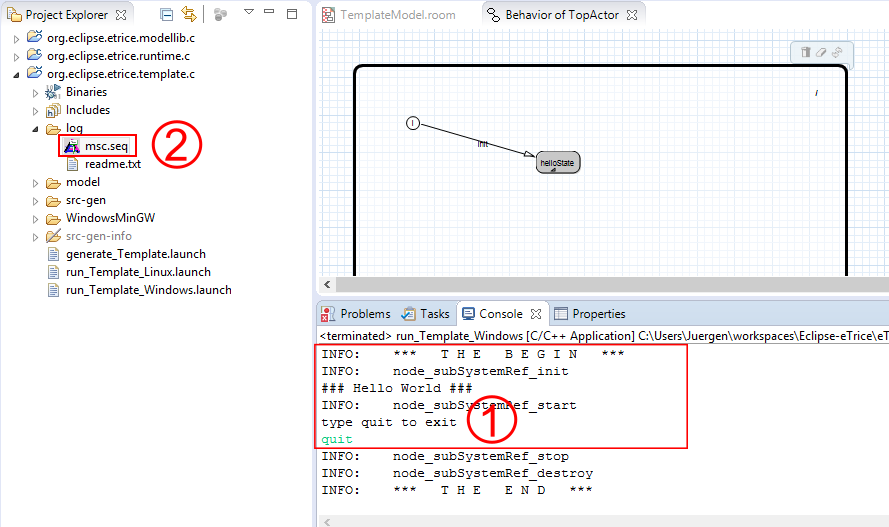 Project Explorer
org.eclipse.etrice.modellib.c
org.eclipse.etrice.runtime.c
org.eclipse.etrice.template.c
Binaries
Includes
log
msc.seq
readme.txt
model
src-gen
WindowsMinGW
src-gen-info
generate_Template.launch
run_Template_Linux.launch
run_Template_Windows.launch
2
TemplateModel.room Behavior of TopActor
/
I
init
helloState
Problems Tasks Console Properties
<terminated> run_Template_Windows [C/C++ Application] C:\Users\Juergen\workspaces\Eclipse-eTrice\eT
INFO: *** T H E B E G I N ***
INFO: node_subSystemRef_init
### Hello World ###
INFO: node_subSystemRef_start
type quit to exit
quit
1
INFO: node_subSystemRef_stop
INFO: node_subSystemRef_destroy
INFO: *** T H E E N D ***